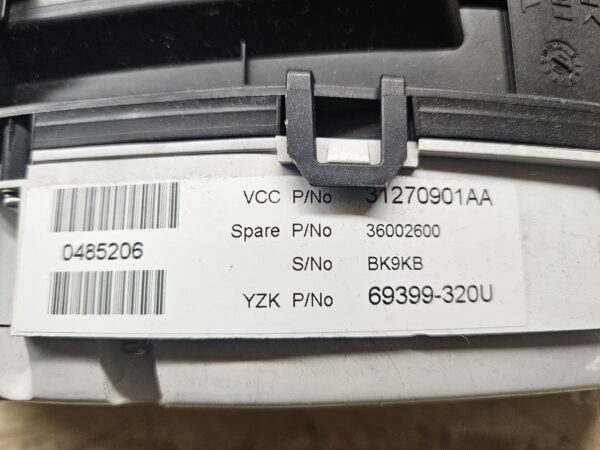 VCC P/No 31270901AA
Spare P/No 36002600
0485206
S/No BK9KB
YZK P/No 69399-320U